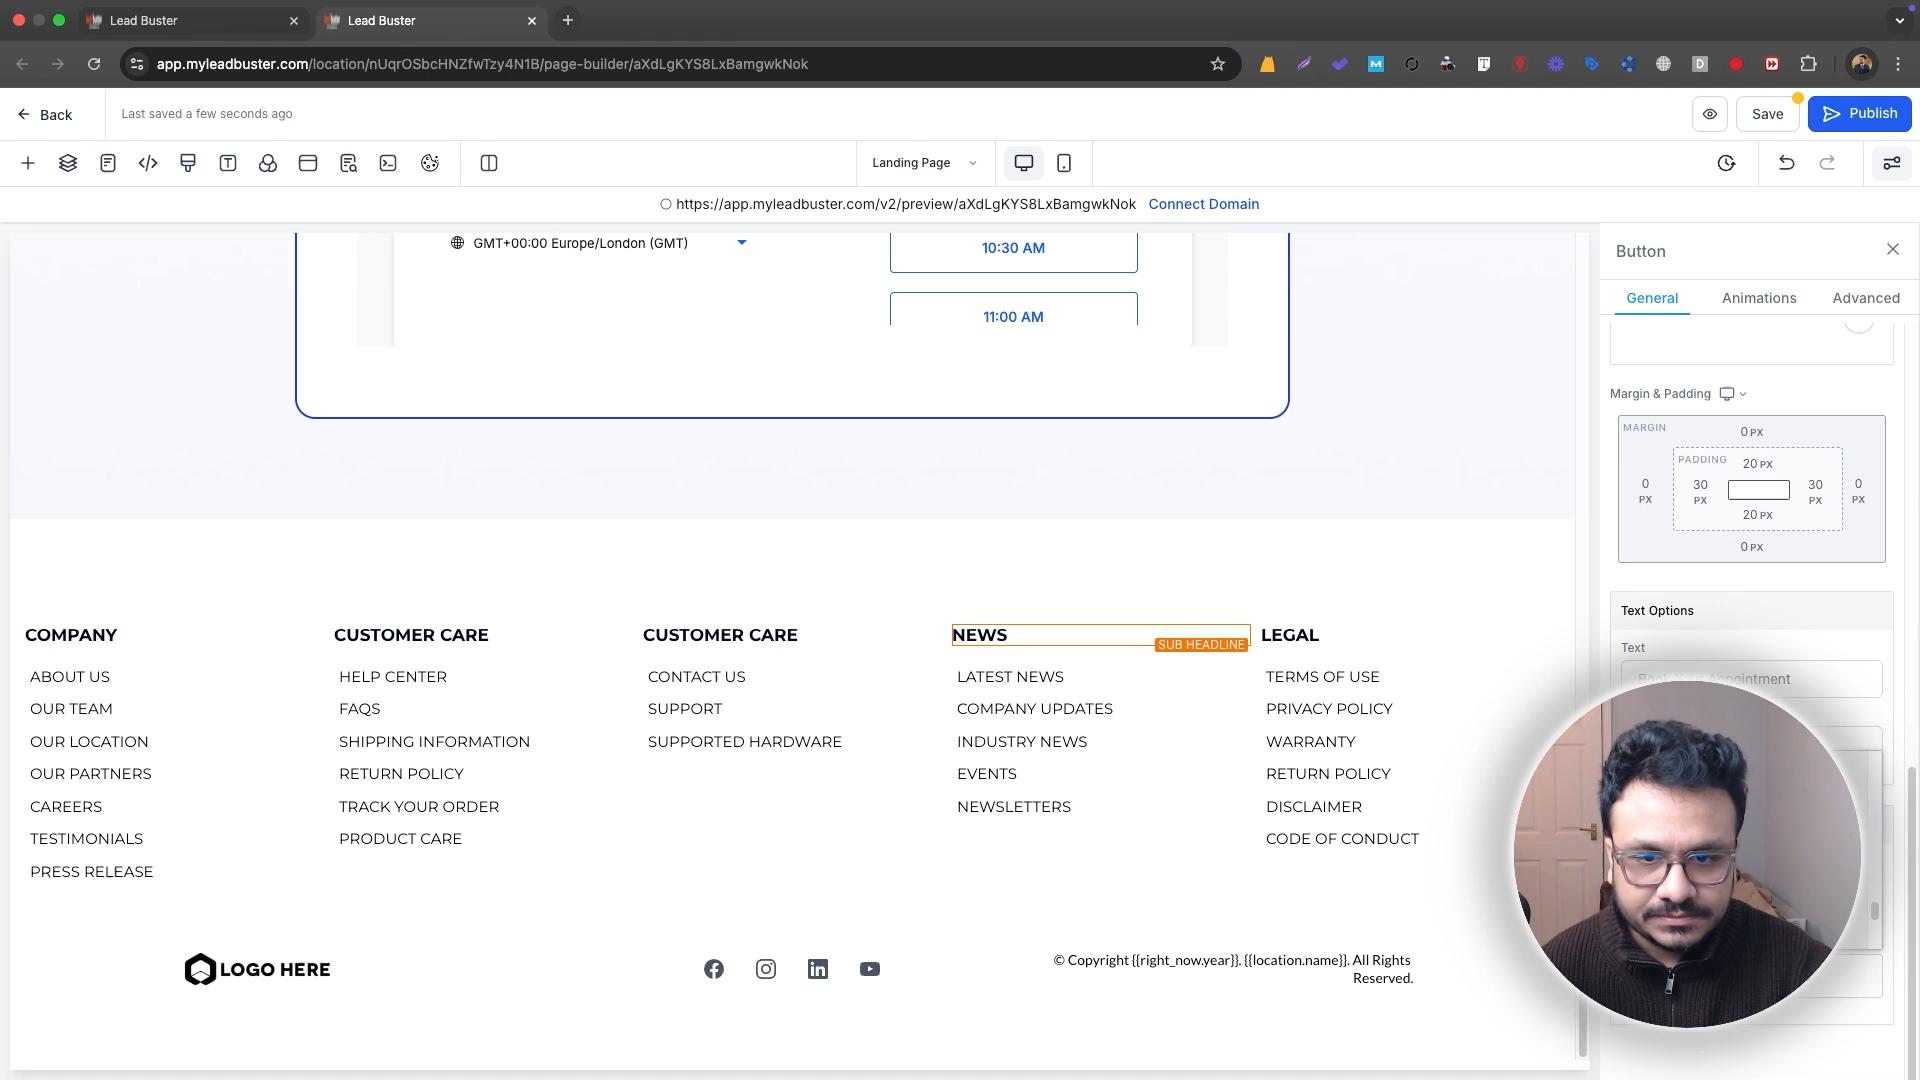 Lead Buster
Lead Buster
app.myleadbuster.com/location/nUqrOSbcHNZfwTzy4N1B/page-builder/aXdLgKYS8LxBamgwkNok
Back
Last saved a few seconds ago
Save
Publish
Landing Page
https://app.myleadbuster.com/v2/preview/aXdLgKYS8LxBamgwkNok Connect Domain
GMT+00:00 Europe/London (GMT)
10:30 AM
11:00 AM
COMPANY
ABOUT US
OUR TEAM
OUR LOCATION
OUR PARTNERS
CAREERS
TESTIMONIALS
PRESS RELEASE
CUSTOMER CARE
HELP CENTER
FAQS
SHIPPING INFORMATION
RETURN POLICY
TRACK YOUR ORDER
PRODUCT CARE
CUSTOMER CARE
CONTACT US
SUPPORT
SUPPORTED HARDWARE
NEWS
SUB HEADLINE
LATEST NEWS
COMPANY UPDATES
INDUSTRY NEWS
EVENTS
NEWSLETTERS
LEGAL
TERMS OF USE
PRIVACY POLICY
WARRANTY
RETURN POLICY
DISCLAIMER
CODE OF CONDUCT
LOGO HERE
© Copyright {{right_now.year}}. {{location.name}}. All Rights
Reserved.
Button
General Animations Advanced
Margin & Padding
MARGIN
0 PX
PADDING
20 PX
0 PX
30 PX
30 PX
0 PX
20 PX
0 PX
Text Options
Text
Book Your Appointment